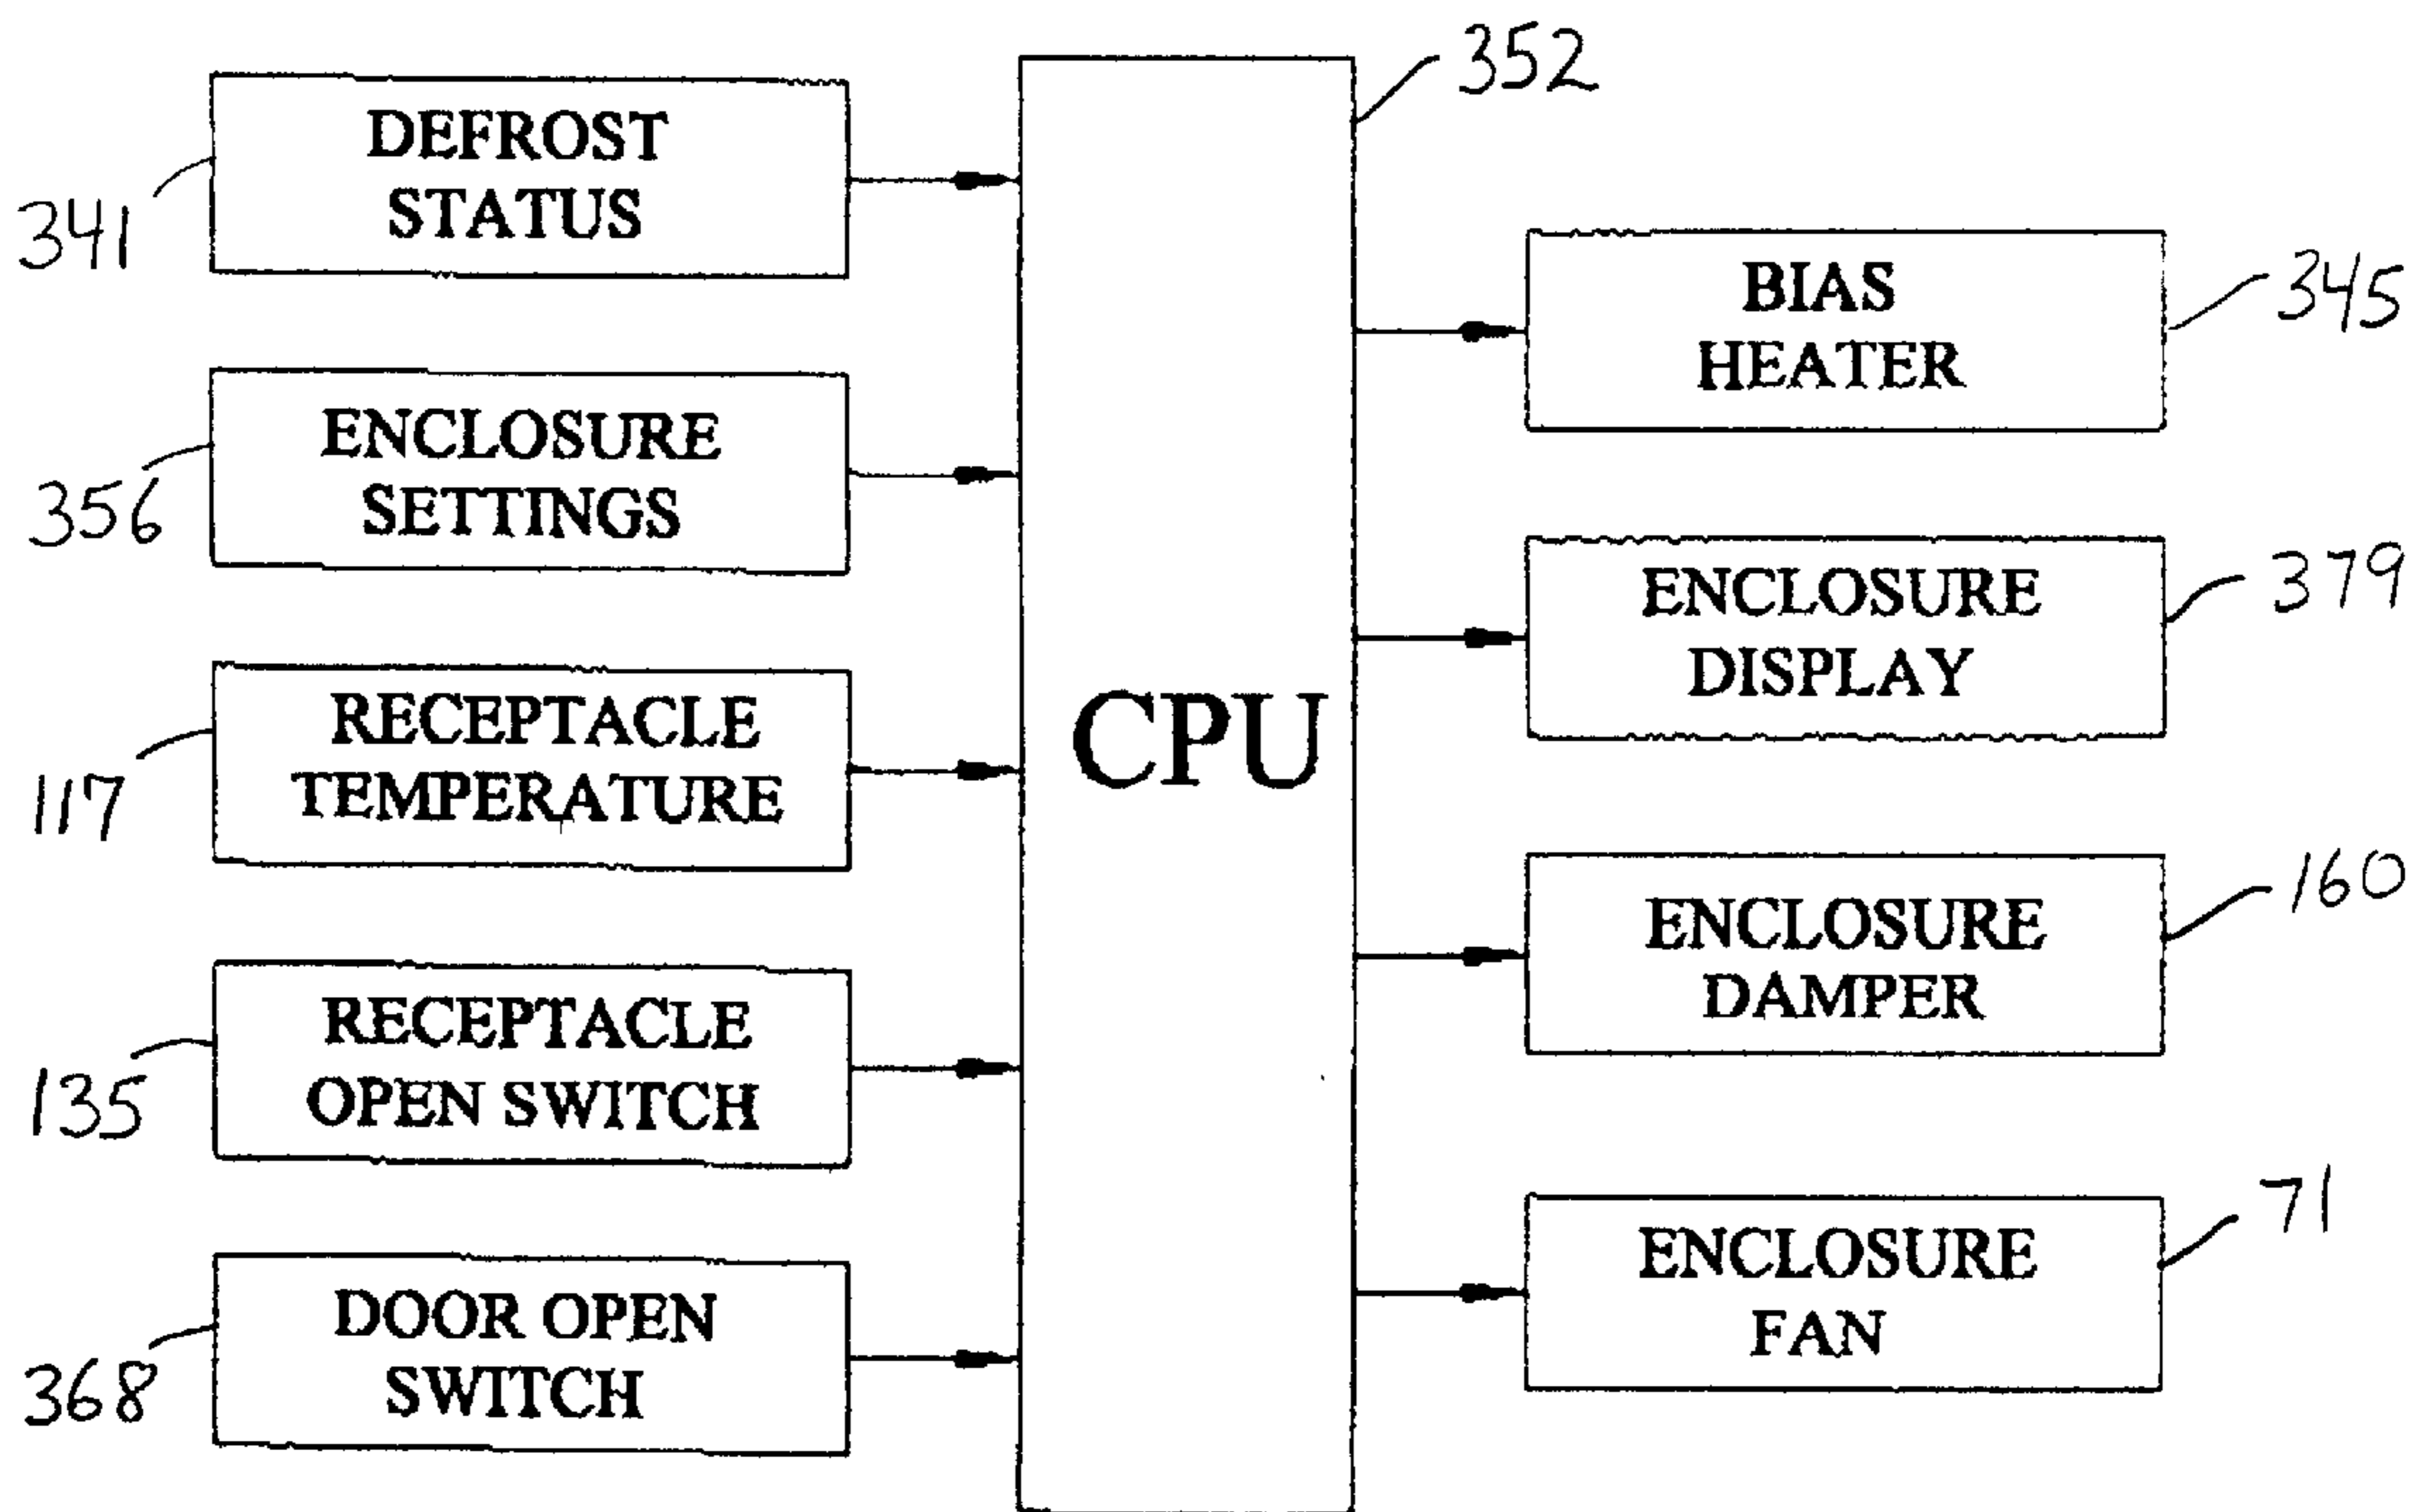 352
DEFROST
STATUS
341
ENCLOSURE
SETTINGS
356
RECEPTACLE
TEMPERATURE
117
RECEPTACLE
OPEN SWITCH
135
DOOR OPEN
SWITCH
368
CPU
BIAS
HEATER
345
ENCLOSURE
DISPLAY
379
ENCLOSURE
DAMPER
160
ENCLOSURE
FAN
71